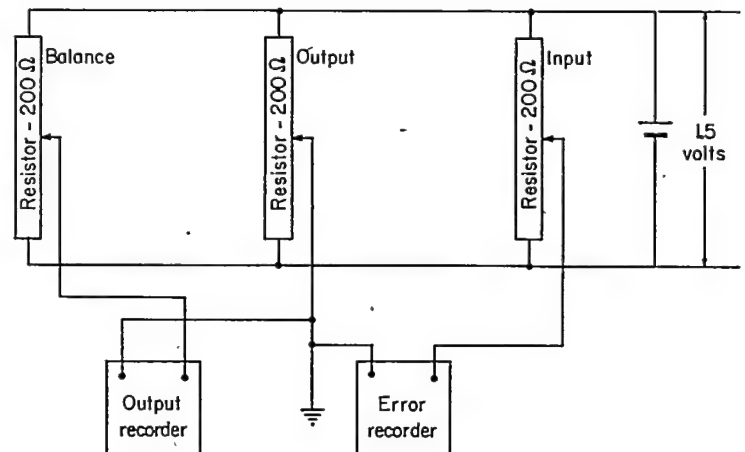 Balance
Resistor - 200 Ω
Output
Resistor - 200 Ω
Input
Resistor - 200 Ω
1.5
volts
Output
recorder
Error
recorder